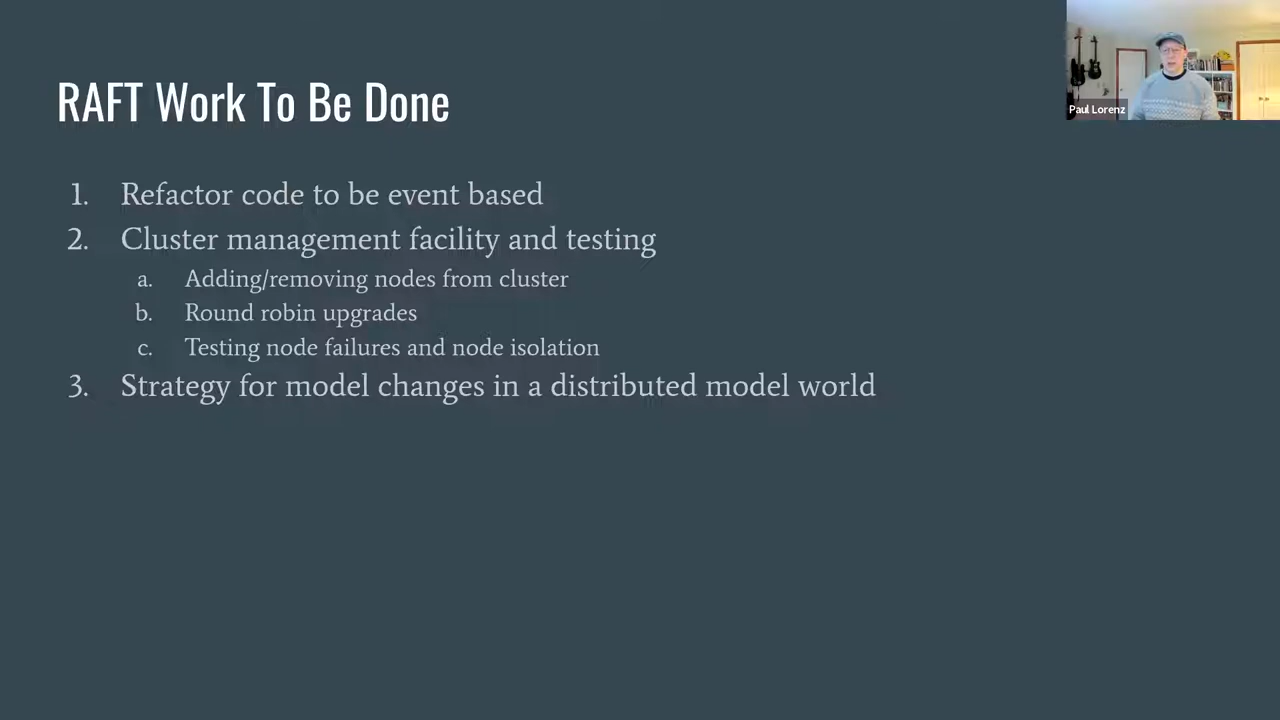 RAFT Work To Be Done
Paul Lorenz
1. Refactor code to be event based
2. Cluster management facility and testing
a. Adding/removing nodes from cluster
b. Round robin upgrades
c. Testing node failures and node isolation
3. Strategy for model changes in a distributed model world